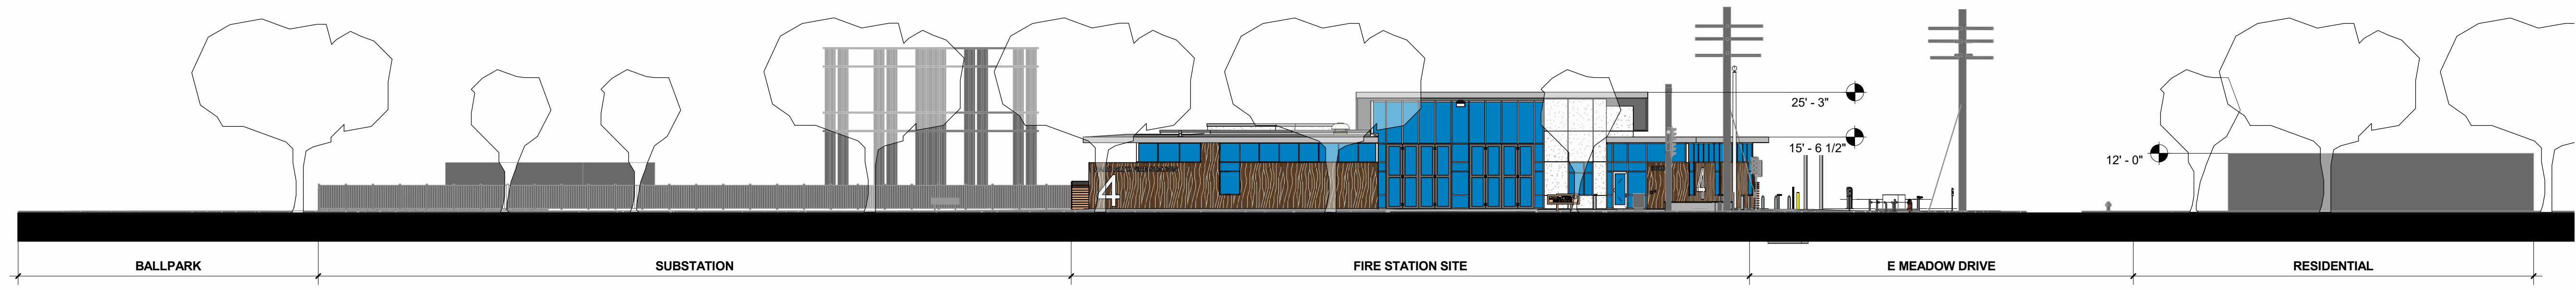 25' - 3"
15' - 6 1/2"
12' - 0"
4
4
BALLPARK
SUBSTATION
FIRE STATION SITE
E MEADOW DRIVE
RESIDENTIAL